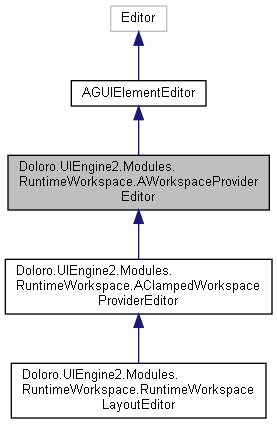 Editor
AGUIElementEditor
Doloro.UIEngine2.Modules.
RuntimeWorkspace.AWorkspaceProvider
Editor
Doloro.UIEngine2.Modules.
RuntimeWorkspace.AClampedWorkspace
ProviderEditor
Doloro.UIEngine2.Modules.
RuntimeWorkspace.RuntimeWorkspace
LayoutEditor